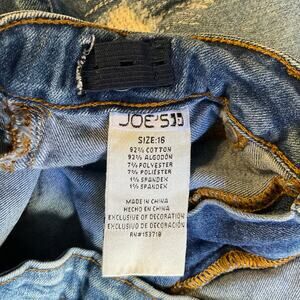 JOE'S
SIZE:16
92% COTTON
92% ALGODÓN
7% POLYESTER
7% POLIÉSTER
1% SPANDEX
1% SPANDEX
MADE IN CHINA
HECHO EN CHINA
EXCLUSIVE OF DECORATION
EXCLUSIVO DE DECORACIÓN
RN#153718